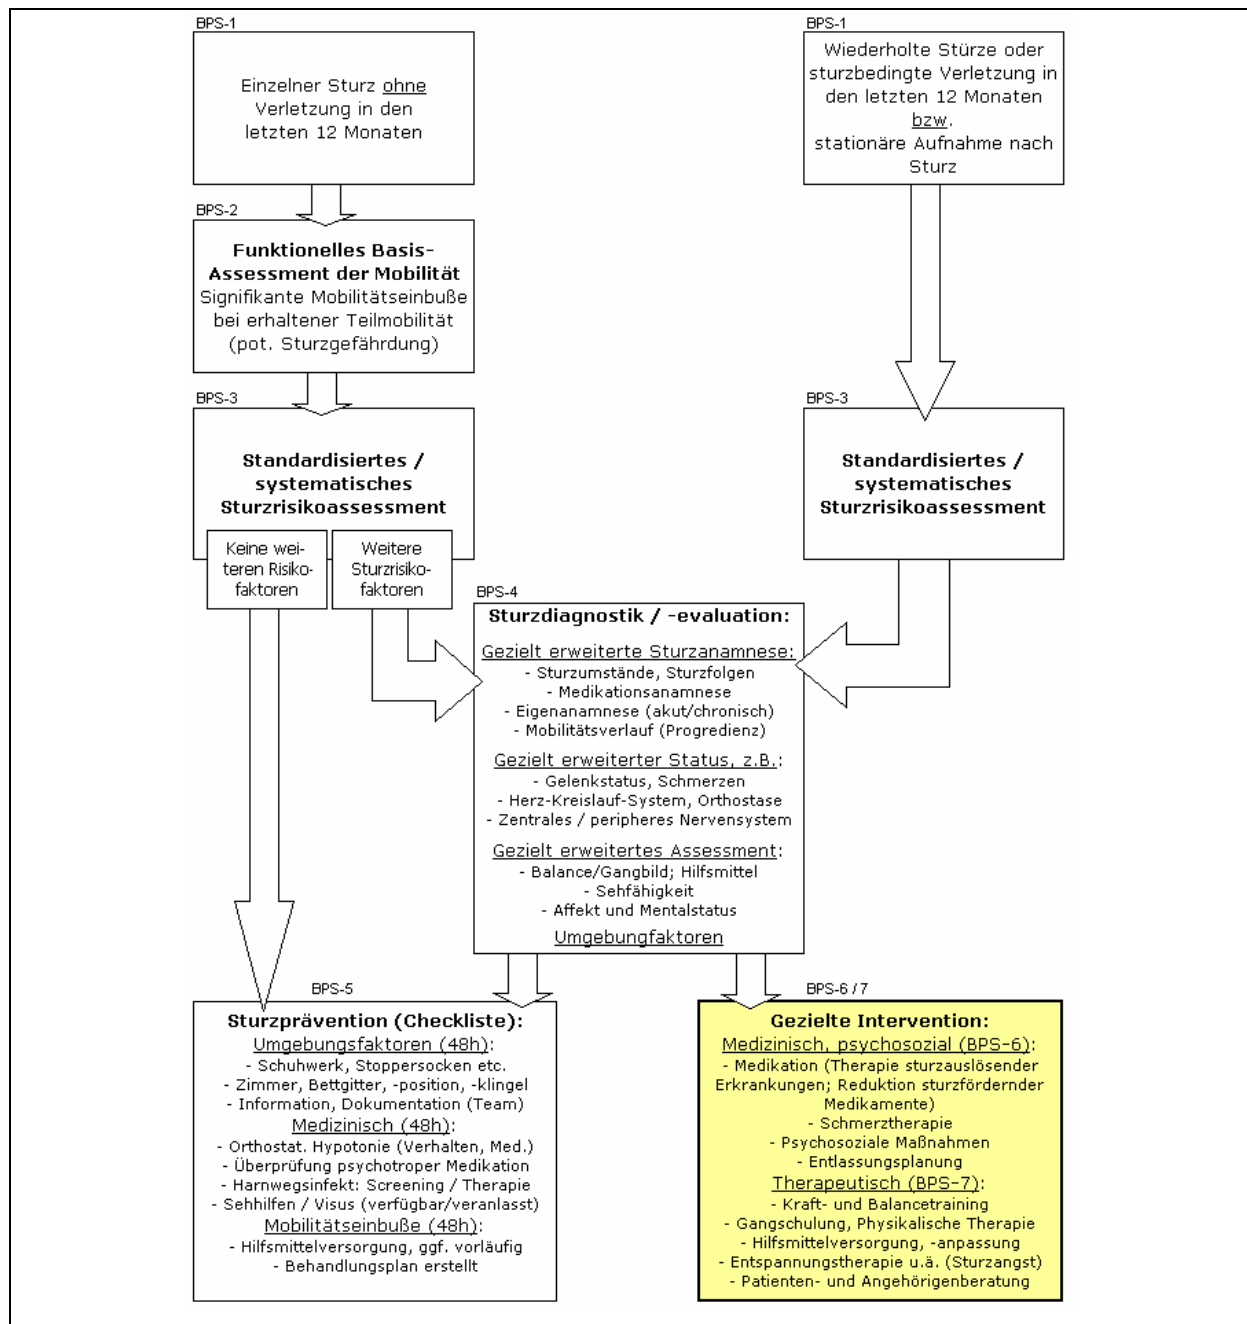 BPS-1
Einzelner Sturz ohne
Verletzung in den
letzten 12 Monaten
BPS-1
Wiederholte Stürze oder
sturzbedingte Verletzung in
den letzten 12 Monaten
bzw.
stationäre Aufnahme nach
Sturz
BPS-2
Funktionelles Basis-
Assessment der Mobilität
Signifikante Mobilitätseinbuße
bei erhaltener Teilmobilität
(pot. Sturzgefährdung)
BPS-3
Standardisiertes /
systematisches
Sturzrisikoassessment
Keine wei-
teren Risiko-
faktoren
Weitere
Sturzrisiko-
faktoren
BPS-3
Standardisiertes /
systematisches
Sturzrisikoassessment
BPS-4
Sturzdiagnostik / -evaluation:
Gezielt erweiterte Sturzanamnese:
- Sturzumstände, Sturzfolgen
- Medikationsanamnese
- Eigenanamnese (akut/chronisch)
- Mobilitätsverlauf (Progredienz)
Gezielt erweiterter Status, z.B.:
- Gelenkstatus, Schmerzen
- Herz-Kreislauf-System, Orthostase
- Zentrales / peripheres Nervensystem
Gezielt erweitertes Assessment:
- Balance/Gangbild; Hilfsmittel
- Sehfähigkeit
- Affekt und Mentalstatus
Umgebungfaktoren
BPS-5
Sturzprävention (Checkliste):
Umgebungsfaktoren (48h):
- Schuhwerk, Stoppersocken etc.
- Zimmer, Bettgitter, -position, -klingel
- Information, Dokumentation (Team)
Medizinisch (48h):
- Orthostat. Hypotonie (Verhalten, Med.)
- Überprüfung psychotroper Medikation
- Harnwegsinfekt: Screening / Therapie
- Sehhilfen / Visus (verfügbar/veranlasst)
Mobilitätseinbuße (48h):
- Hilfsmittelversorgung, ggf. vorläufig
- Behandlungsplan erstellt
BPS-6 / 7
Gezielte Intervention:
Medizinisch, psychosozial (BPS-6):
- Medikation (Therapie sturzauslösender
Erkrankungen; Reduktion sturzfördernder
Medikamente)
- Schmerztherapie
- Psychosoziale Maßnahmen
- Entlassungsplanung
Therapeutisch (BPS-7):
- Kraft- und Balancetraining
- Gangschulung, Physikalische Therapie
- Hilfsmittelversorgung, -anpassung
- Entspannungstherapie u.ä. (Sturzangst)
- Patienten- und Angehörigenberatung